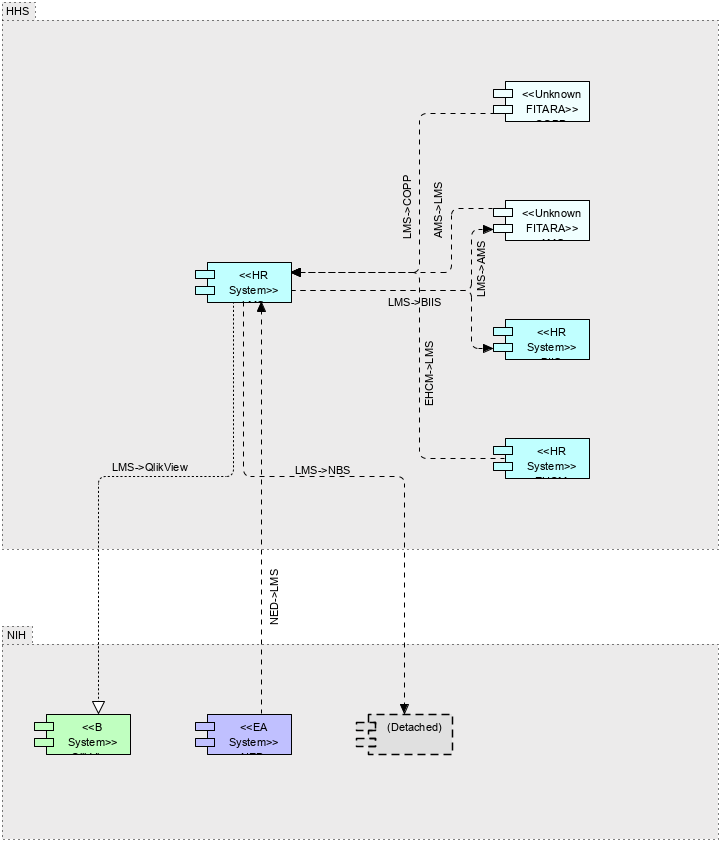 HHS
<<Unknown
FITARA>>
LMS->COPP
AMS->LMS
<<Unknown
FITARA>>
LMS->AMS
<<HR
System>>
LMS->BIIS
<<HR
System>>
EHCM->LMS
<<HR
System>>
LMS->QlikView
LMS->NBS
NED->LMS
NIH
<<B
System>>
<<EA
System>>
(Detached)